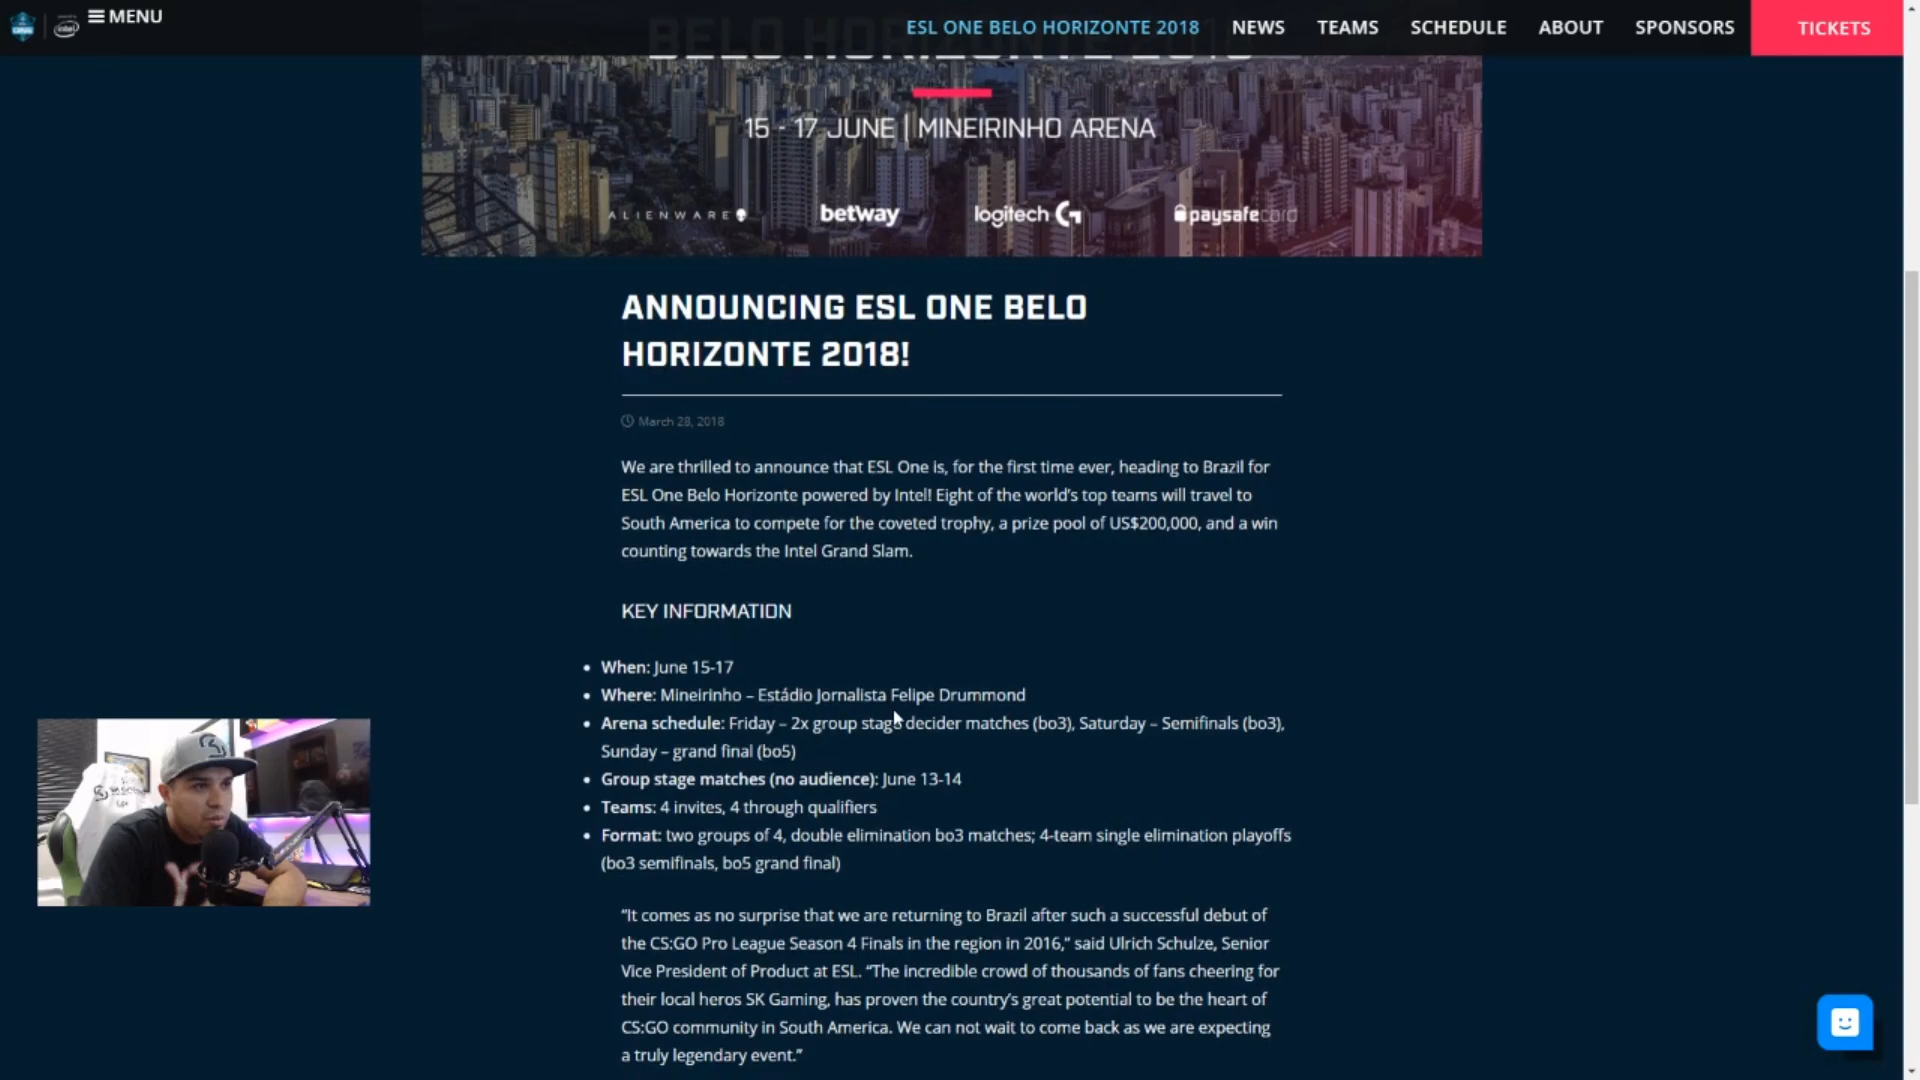 intel
MENU
ESL ONE BELO HORIZONTE 2018
NEWS
TEAMS
SCHEDULE
ABOUT
SPONSORS
TICKETS
BELO HORIZONTE 2018
15 - 17 JUNE | MINEIRINHO ARENA
ALIENWARE
betway
logitech G
paysafecard
ANNOUNCING ESL ONE BELO
HORIZONTE 2018!
March 28, 2018
We are thrilled to announce that ESL One is, for the first time ever, heading to Brazil for
ESL One Belo Horizonte powered by Intel! Eight of the world's top teams will travel to
South America to compete for the coveted trophy, a prize pool of US$200,000, and a win
counting towards the Intel Grand Slam.
KEY INFORMATION
• When: June 15-17
• Where: Mineirinho – Estádio Jornalista Felipe Drummond
• Arena schedule: Friday – 2x group stage decider matches (bo3), Saturday – Semifinals (bo3),
Sunday – grand final (bo5)
• Group stage matches (no audience): June 13-14
• Teams: 4 invites, 4 through qualifiers
• Format: two groups of 4, double elimination bo3 matches; 4-team single elimination playoffs
(bo3 semifinals, bo5 grand final)
“It comes as no surprise that we are returning to Brazil after such a successful debut of
the CS:GO Pro League Season 4 Finals in the region in 2016,” said Ulrich Schulze, Senior
Vice President of Product at ESL. “The incredible crowd of thousands of fans cheering for
their local heros SK Gaming, has proven the country's great potential to be the heart of
CS:GO community in South America. We can not wait to come back as we are expecting
a truly legendary event.”